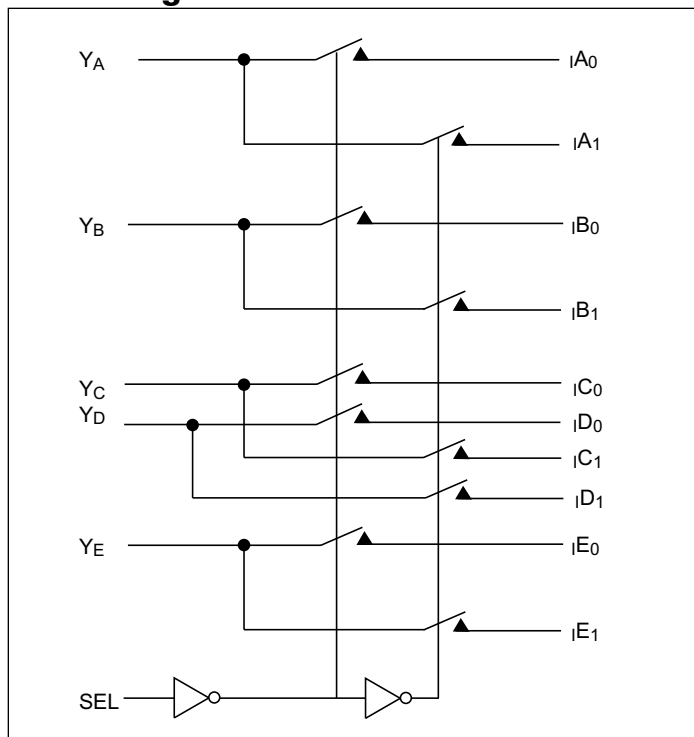 YA IA0
IA1
YB IB0
IB1
YC IC0
YD ID0
IC1
ID1
YE IE0
IE1
SEL